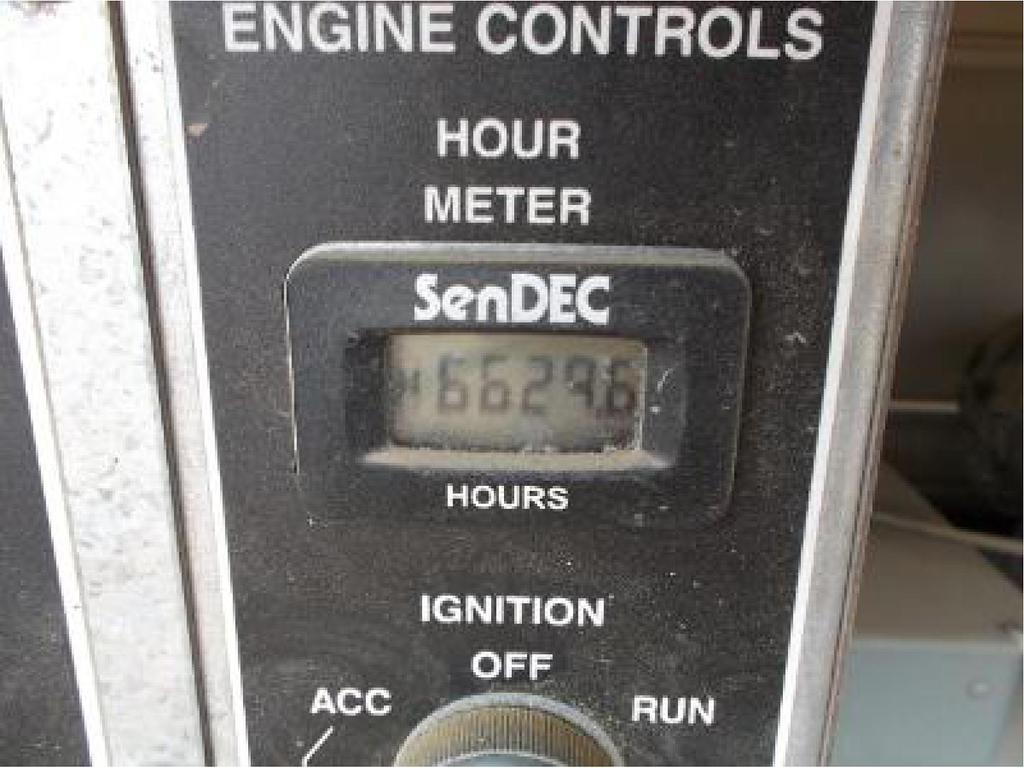 ENGINE CONTROLS
HOUR
METER
SenDEC
6629.6
HOURS
IGNITION
OFF
ACC
RUN